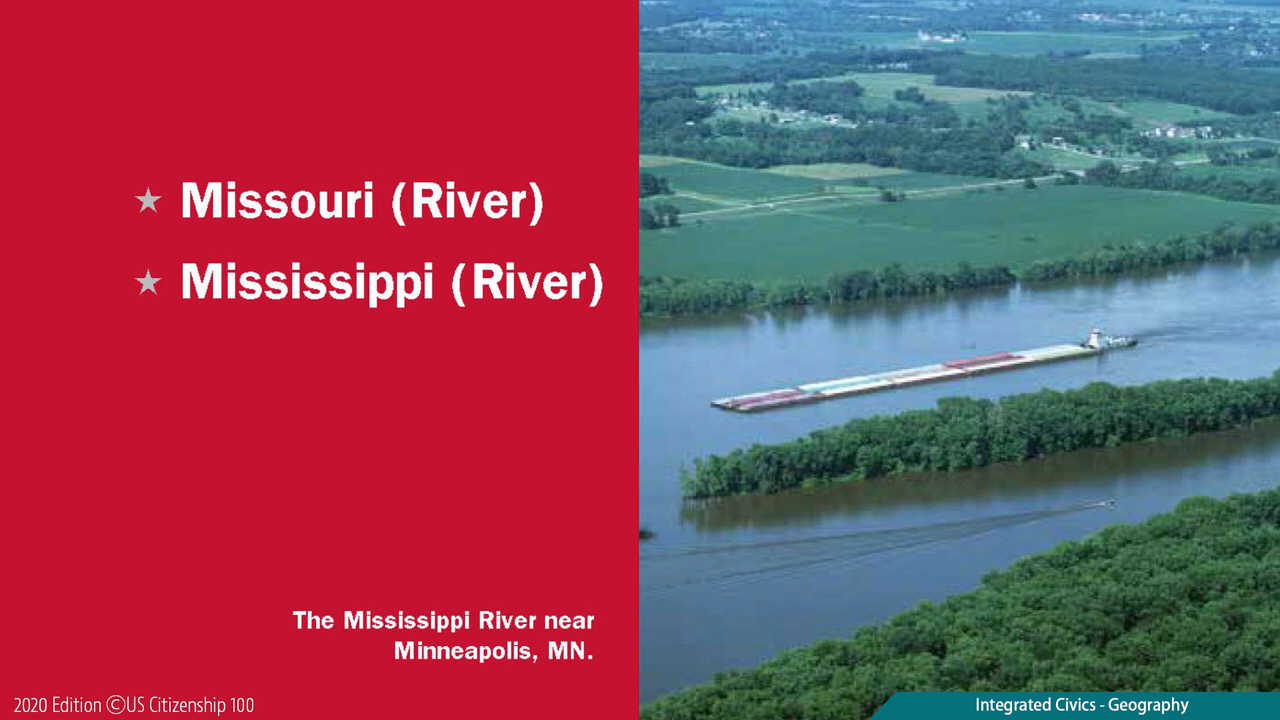 Missouri (River)
Mississippi (River)
The Mississippi River near
Minneapolis, MN.
2020 Edition ©US Citizenship 100
Integrated Civics - Geography